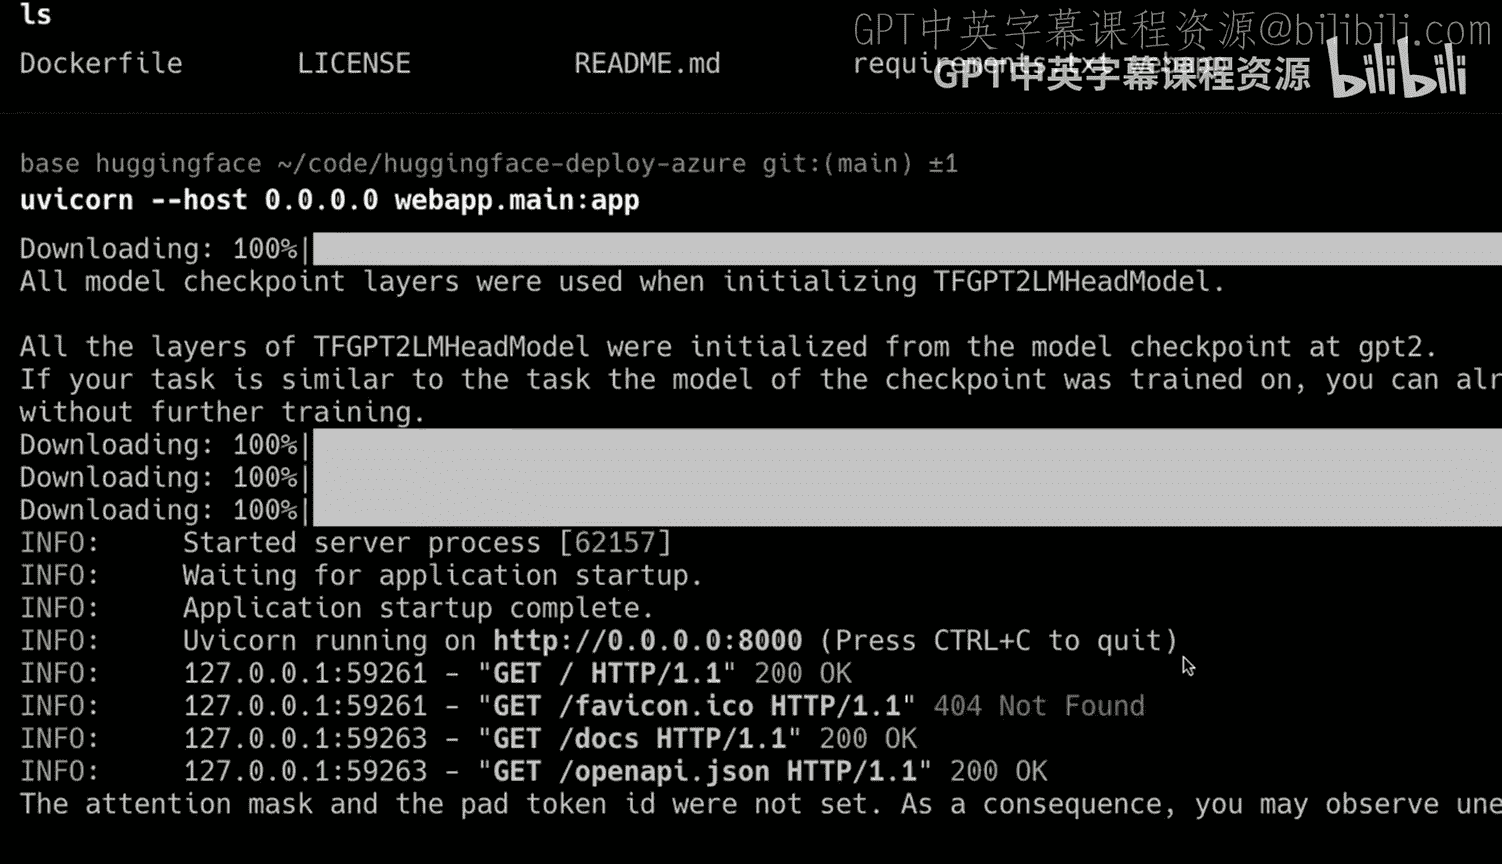 ls
GPT中英字幕课程资源@bilibili.com
Dockerfile LICENSE README.md requirements.txt webapp
GPT中英字幕课程资源 bilibili
base huggingface ~/code/huggingface-deploy-azure git:(main) ±1
uvicorn --host 0.0.0.0 webapp.main:app
Downloading: 100%|
All model checkpoint layers were used when initializing TFGPT2LMHeadModel.
All the layers of TFGPT2LMHeadModel were initialized from the model checkpoint at gpt2.
If your task is similar to the task the model of the checkpoint was trained on, you can alr
without further training.
Downloading: 100%|
Downloading: 100%|
Downloading: 100%|
INFO: Started server process [62157]
INFO: Waiting for application startup.
INFO: Application startup complete.
INFO: Uvicorn running on http://0.0.0.0:8000 (Press CTRL+C to quit)
INFO: 127.0.0.1:59261 - "GET / HTTP/1.1" 200 OK
INFO: 127.0.0.1:59261 - "GET /favicon.ico HTTP/1.1" 404 Not Found
INFO: 127.0.0.1:59263 - "GET /docs HTTP/1.1" 200 OK
INFO: 127.0.0.1:59263 - "GET /openapi.json HTTP/1.1" 200 OK
The attention mask and the pad token id were not set. As a consequence, you may observe une